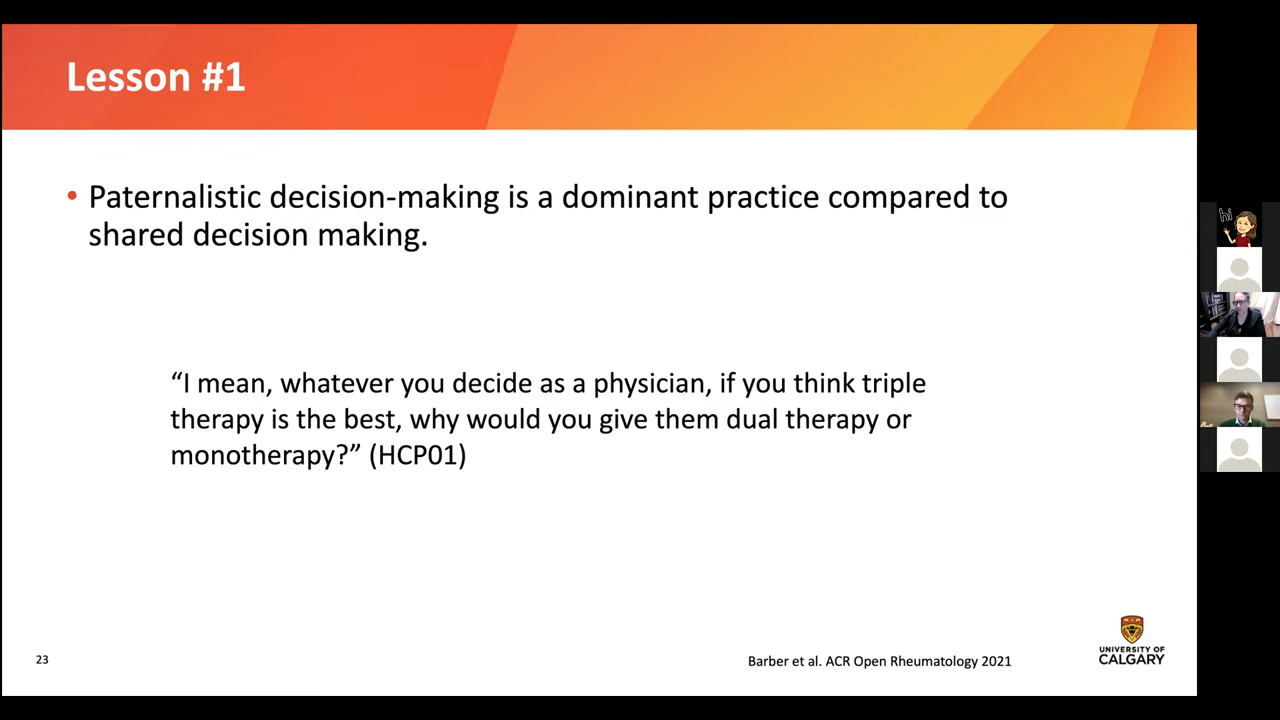 Lesson #1
• Paternalistic decision-making is a dominant practice compared to
shared decision making.
“I mean, whatever you decide as a physician, if you think triple
therapy is the best, why would you give them dual therapy or
monotherapy?” (HCP01)
23
Barber et al. ACR Open Rheumatology 2021
UNIVERSITY OF
CALGARY
hi